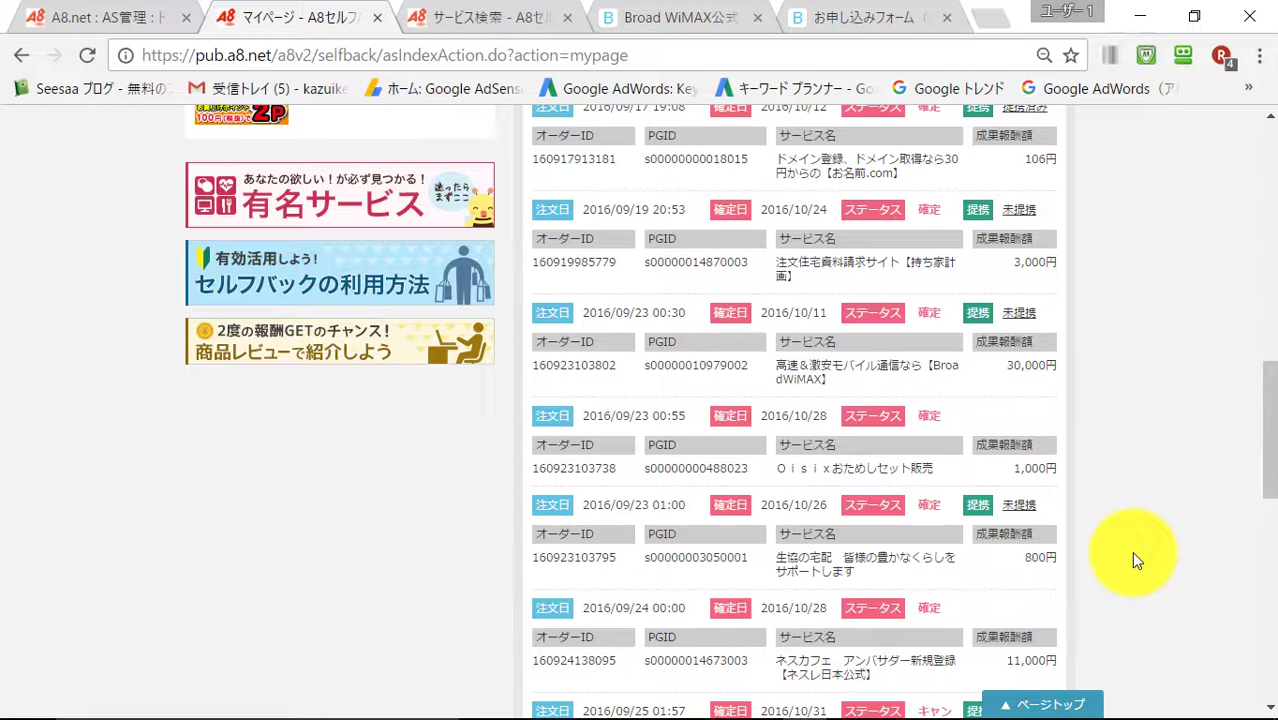 A8.net : AS管理 : ト
マイページ - A8セルフ
サービス検索 - A8セル
Broad WiMAX公式
お申し込みフォーム
ユーザー 1
https://pub.a8.net/a8v2/selfback/asIndexAction.do?action=mypage
4
Seesaa ブログ - 無料の
受信トレイ (5) - kazuike
ホーム: Google AdSens
Google AdWords: Key
キーワード プランナー - Go
Google トレンド
Google AdWords（ア
»
100円(税抜)で2P
あなたの欲しい！が必ず見つかる！
有名サービス
迷ったら
まずここ
有効活用しよう！
セルフバックの利用方法
2度の報酬GETのチャンス！
商品レビューで紹介しよう
注文日 2016/09/17 19:08 確定日 2016/10/12 ステータス 確定 提携 提携済み
オーダーID PGID サービス名 成果報酬額
160917913181 s00000000018015 ドメイン登録、ドメイン取得なら30 106円
円からの【お名前.com】
注文日 2016/09/19 20:53 確定日 2016/10/24 ステータス 確定 提携 未提携
オーダーID PGID サービス名 成果報酬額
160919985779 s00000014870003 注文住宅資料請求サイト【持ち家計 3,000円
画】
注文日 2016/09/23 00:30 確定日 2016/10/11 ステータス 確定 提携 未提携
オーダーID PGID サービス名 成果報酬額
160923103802 s00000010979002 高速＆激安モバイル通信なら【Broa 30,000円
dWiMAX】
注文日 2016/09/23 00:55 確定日 2016/10/28 ステータス 確定
オーダーID PGID サービス名 成果報酬額
160923103738 s00000000488023 Ｏｉｓｉｘおためしセット販売 1,000円
注文日 2016/09/23 01:00 確定日 2016/10/26 ステータス 確定 提携 未提携
オーダーID PGID サービス名 成果報酬額
160923103795 s00000003050001 生協の宅配　皆様の豊かなくらしを 800円
サポートします
注文日 2016/09/24 00:00 確定日 2016/10/28 ステータス 確定
オーダーID PGID サービス名 成果報酬額
160924138095 s00000014673003 ネスカフェ　アンバサダー新規登録 11,000円
【ネスレ日本公式】
注文日 2016/09/25 01:57 確定日 2016/10/31 ステータス キャン 提
▲ ページトップ